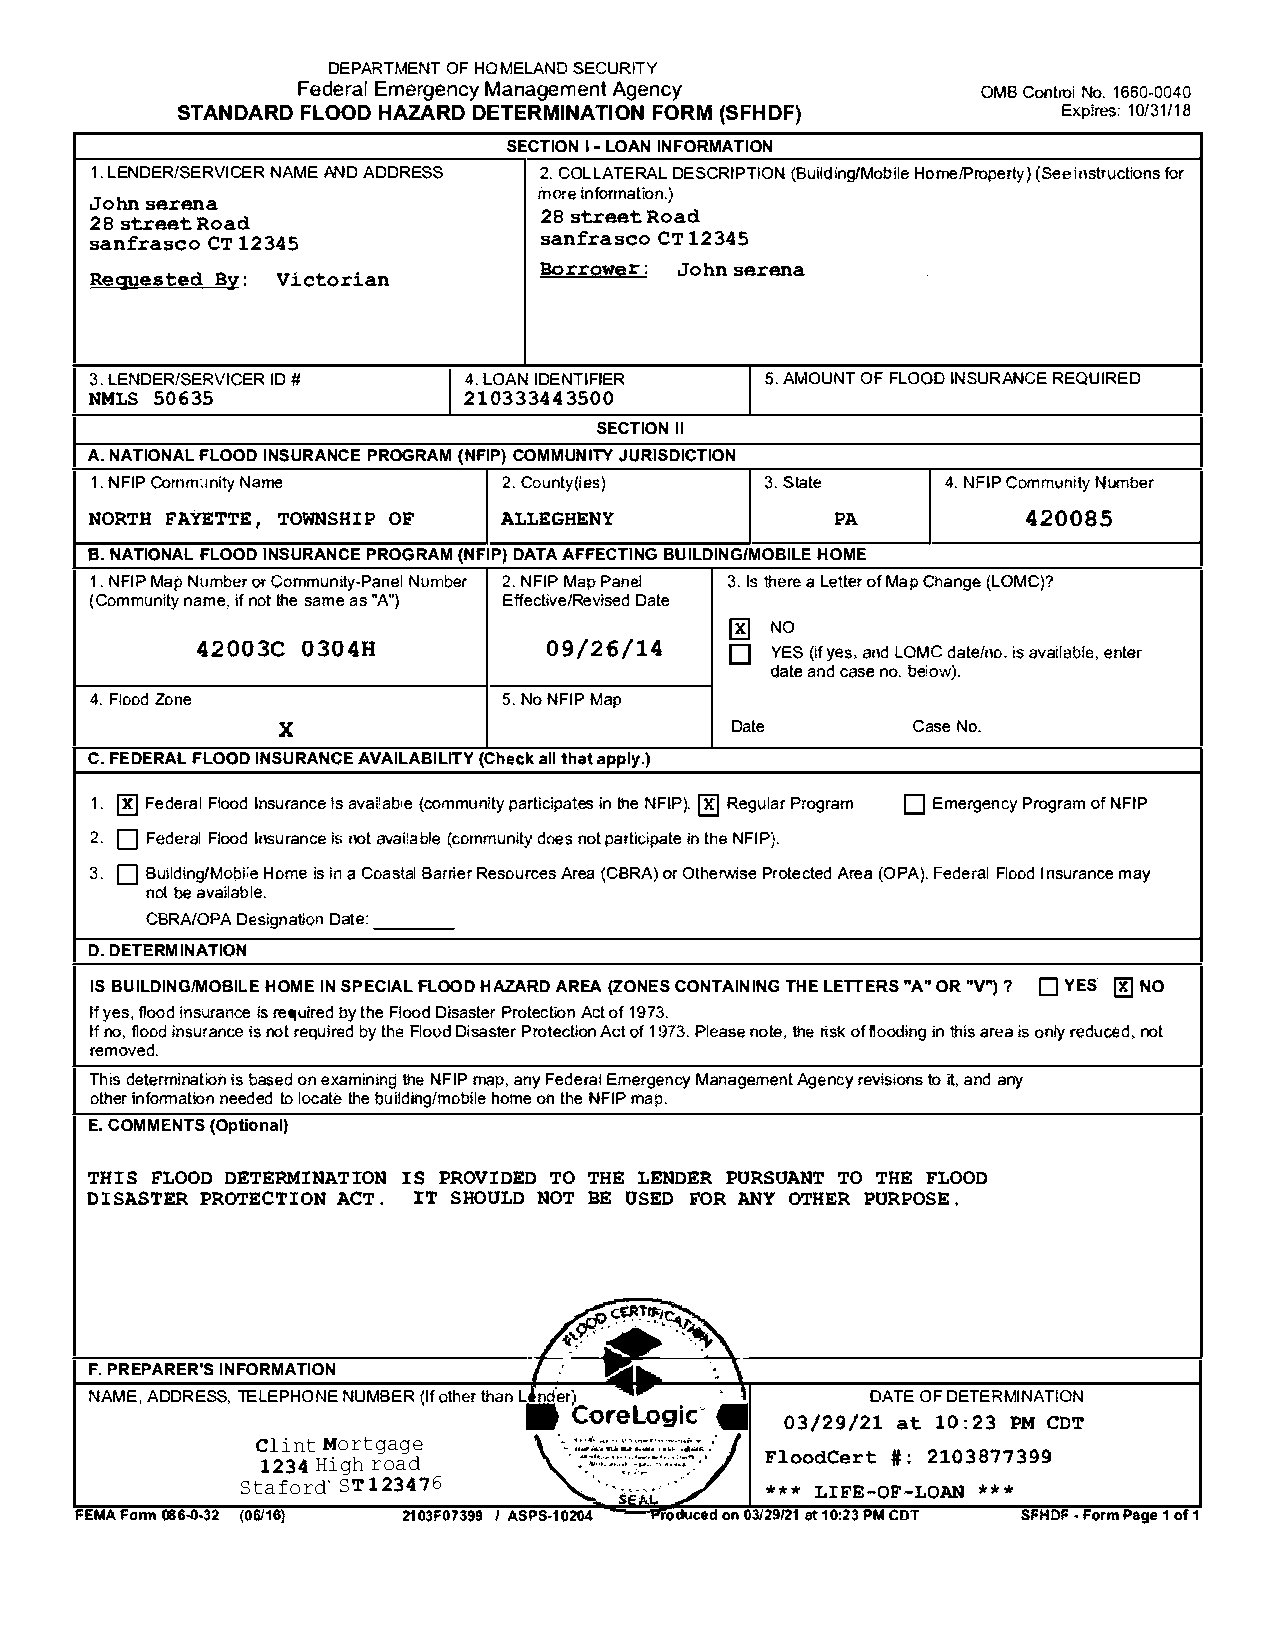 DEPARTMENT OF HOMELAND SECURITY
Federal Emergency Management Agency
STANDARD FLOOD HAZARD DETERMINATION FORM (SFHDF)
OMB Control No. 1660-0040
Expires: 10/31/18
SECTION I - LOAN INFORMATION
1. LENDER/SERVICER NAME AND ADDRESS
John serena
28 street Road
sanfrasco CT 12345
Requested By: Victorian
2. COLLATERAL DESCRIPTION (Building/Mobile Home/Property) (See instructions for
more information.)
28 street Road
sanfrasco CT 12345
Borrower: John serena
3. LENDER/SERVICER ID #
NMLS 50635
4. LOAN IDENTIFIER
210333443500
5. AMOUNT OF FLOOD INSURANCE REQUIRED
SECTION II
A. NATIONAL FLOOD INSURANCE PROGRAM (NFIP) COMMUNITY JURISDICTION
1. NFIP Community Name
NORTH FAYETTE, TOWNSHIP OF
2. County(ies)
ALLEGHENY
3. State
PA
4. NFIP Community Number
420085
B. NATIONAL FLOOD INSURANCE PROGRAM (NFIP) DATA AFFECTING BUILDING/MOBILE HOME
1. NFIP Map Number or Community-Panel Number
(Community name, if not the same as "A")
42003C 0304H
2. NFIP Map Panel
Effective/Revised Date
09/26/14
3. Is there a Letter of Map Change (LOMC)?
X NO
YES (if yes, and LOMC date/no. is available, enter
date and case no. below).
Date Case No.
4. Flood Zone
X
5. No NFIP Map
C. FEDERAL FLOOD INSURANCE AVAILABILITY (Check all that apply.)
1. X Federal Flood Insurance is available (community participates in the NFIP). X Regular Program Emergency Program of NFIP
2. Federal Flood Insurance is not available (community does not participate in the NFIP).
3. Building/Mobile Home is in a Coastal Barrier Resources Area (CBRA) or Otherwise Protected Area (OPA). Federal Flood Insurance may
not be available.
CBRA/OPA Designation Date: ________
D. DETERMINATION
IS BUILDING/MOBILE HOME IN SPECIAL FLOOD HAZARD AREA (ZONES CONTAINING THE LETTERS "A" OR "V") ? YES X NO
If yes, flood insurance is required by the Flood Disaster Protection Act of 1973.
If no, flood insurance is not required by the Flood Disaster Protection Act of 1973. Please note, the risk of flooding in this area is only reduced, not
removed.
This determination is based on examining the NFIP map, any Federal Emergency Management Agency revisions to it, and any
other information needed to locate the building/mobile home on the NFIP map.
E. COMMENTS (Optional)
THIS FLOOD DETERMINATION IS PROVIDED TO THE LENDER PURSUANT TO THE FLOOD
DISASTER PROTECTION ACT. IT SHOULD NOT BE USED FOR ANY OTHER PURPOSE.
FLOOD CERTIFICATION
CoreLogic
SEAL
F. PREPARER'S INFORMATION
NAME, ADDRESS, TELEPHONE NUMBER (If other than Lender)
Clint Mortgage
1234 High road
Staford ST 123476
DATE OF DETERMINATION
03/29/21 at 10:23 PM CDT
FloodCert #: 2103877399
*** LIFE-OF-LOAN ***
FEMA Form 086-0-32 (06/16) 2103F07399 / ASPS-10204 Produced on 03/29/21 at 10:23 PM CDT SFHDF - Form Page 1 of 1